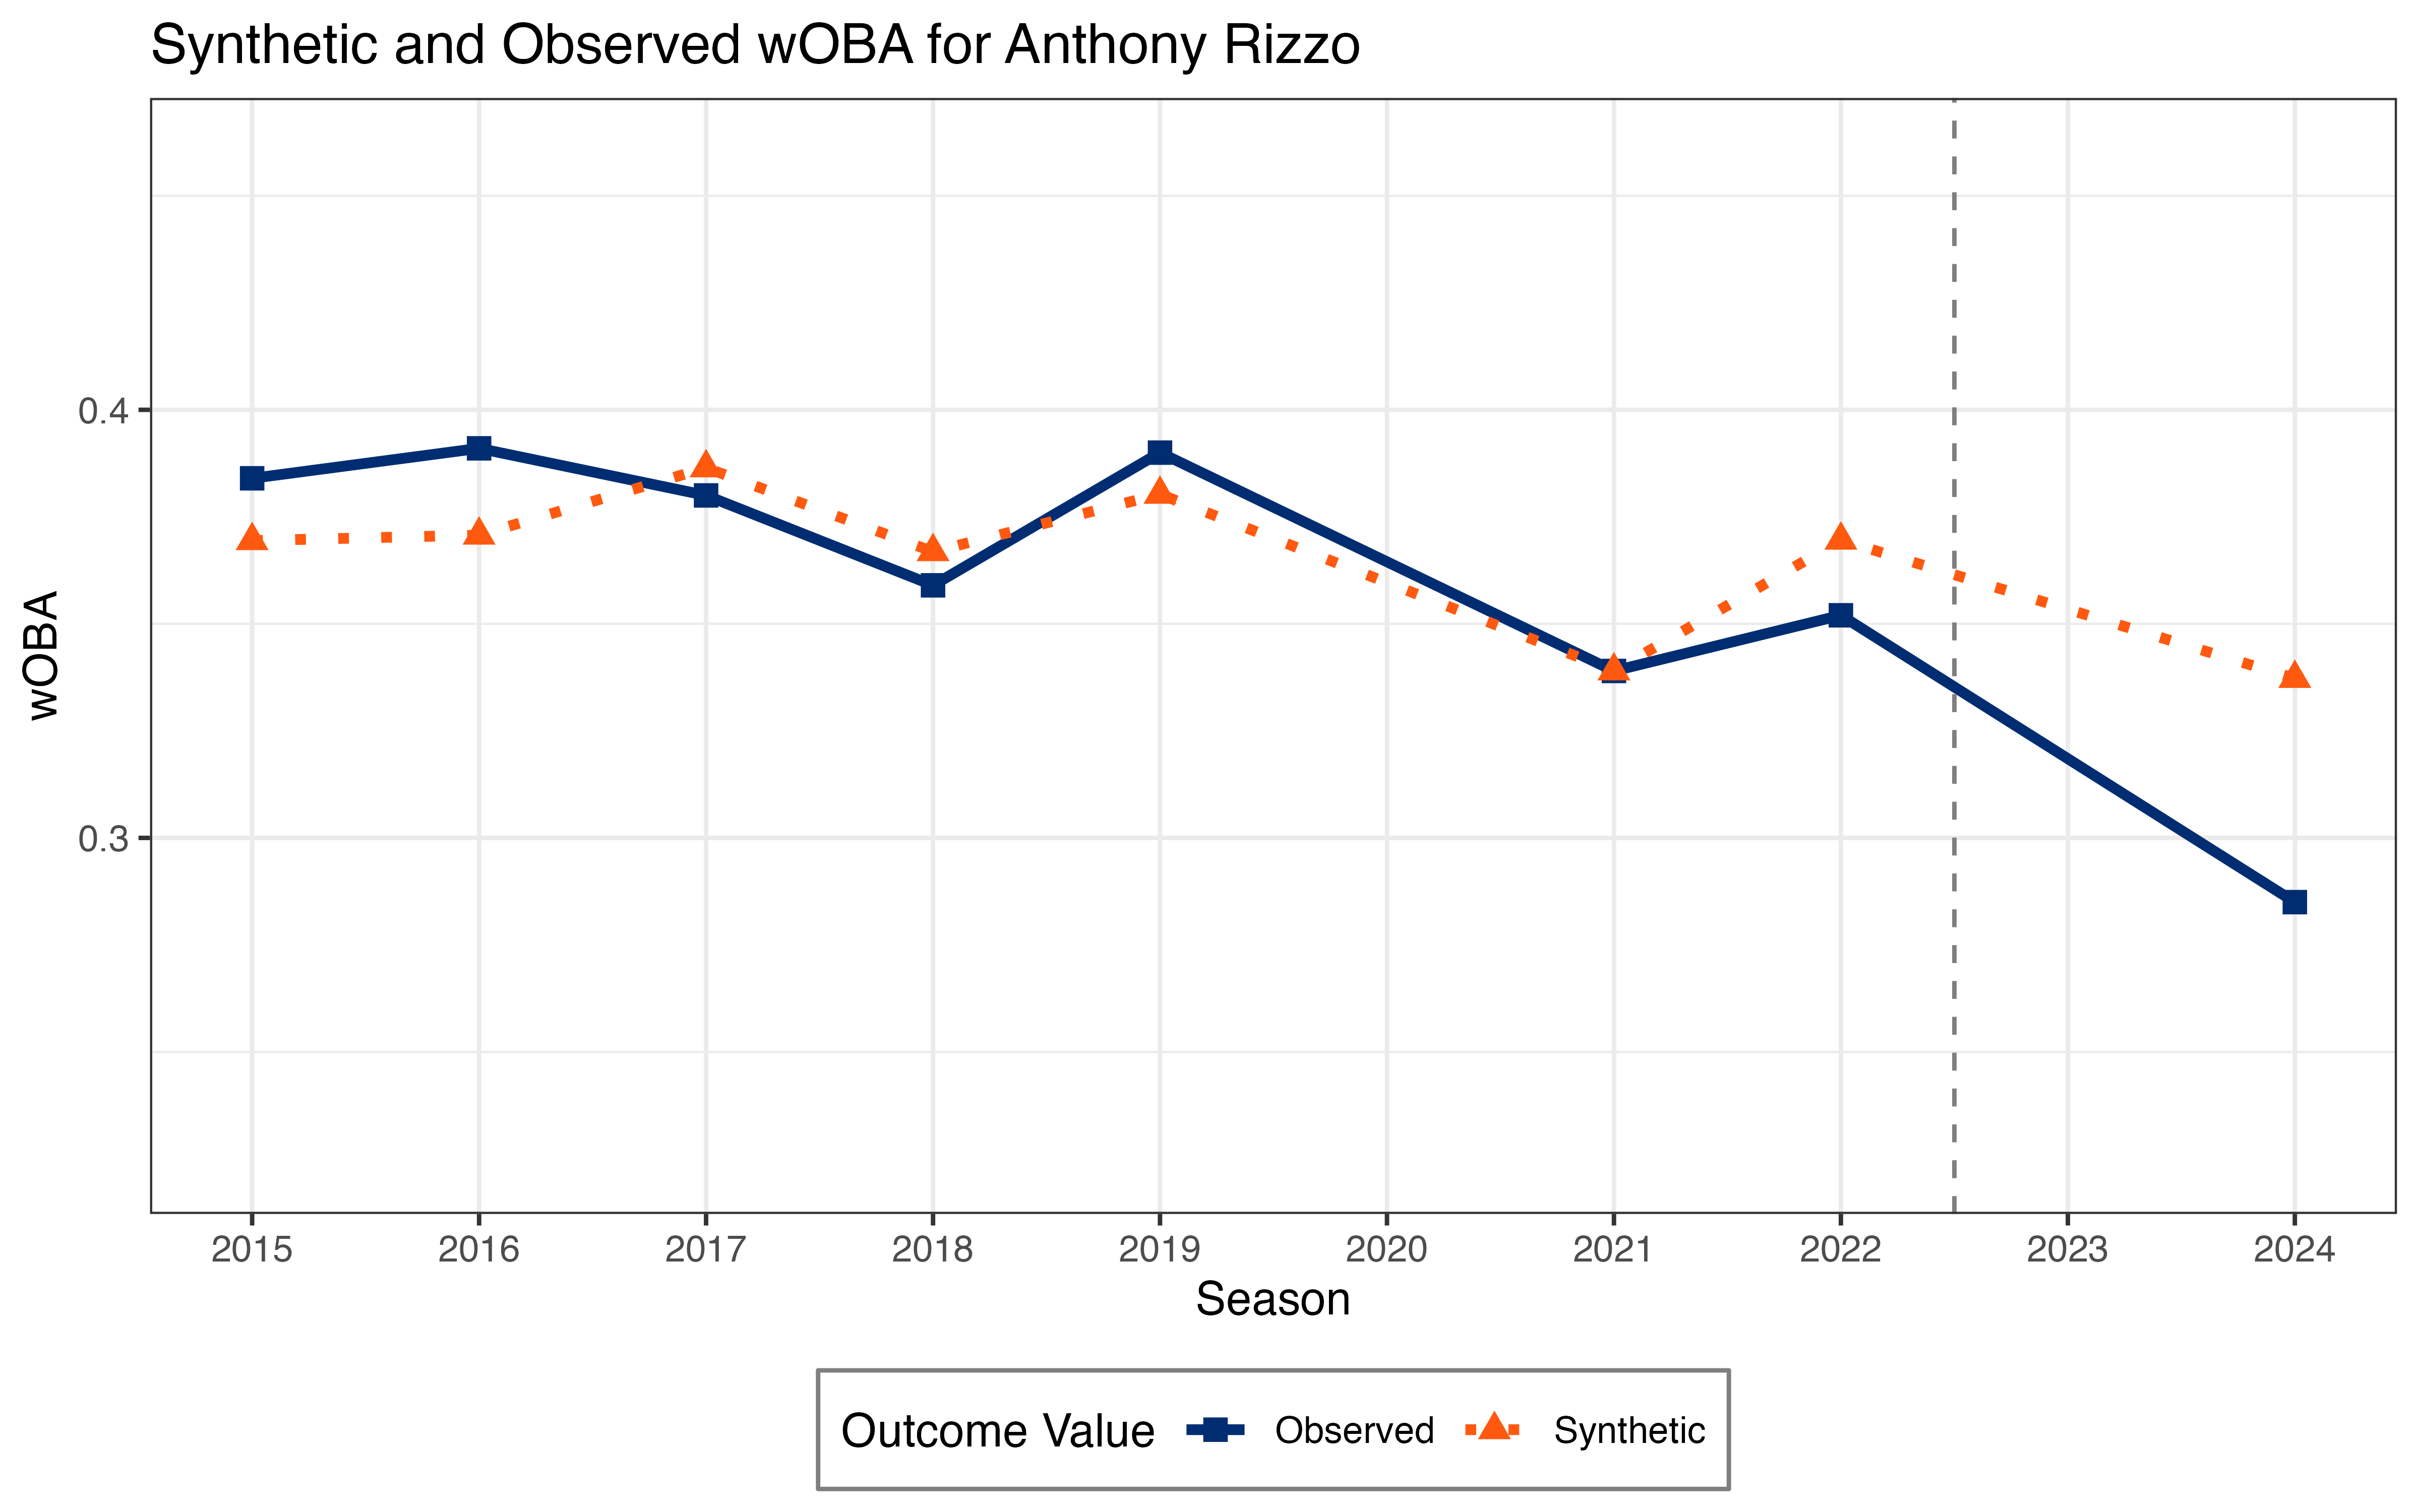 Synthetic and Observed wOBA for Anthony Rizzo
wOBA
0.4
0.3
2015 2016 2017 2018 2019 2020 2021 2022 2023 2024
Season
Outcome Value Observed Synthetic